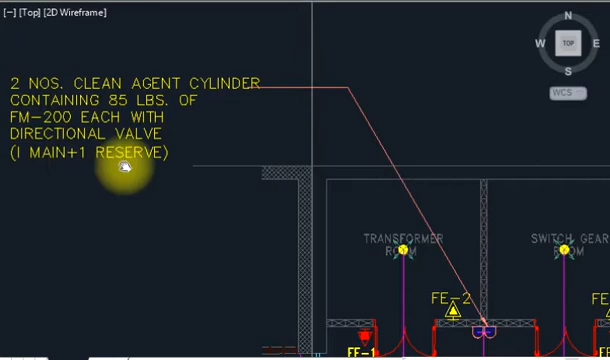 [−] [Top] [2D Wireframe]
N
W
TOP
E
S
WCS
2 NOS. CLEAN AGENT CYLINDER
CONTAINING 85 LBS. OF
FM-200 EACH WITH
DIRECTIONAL VALVE
(I MAIN+1 RESERVE)
TRANSFORMER
ROOM
SWITCH GEAR
ROOM
FE-2
FE-1